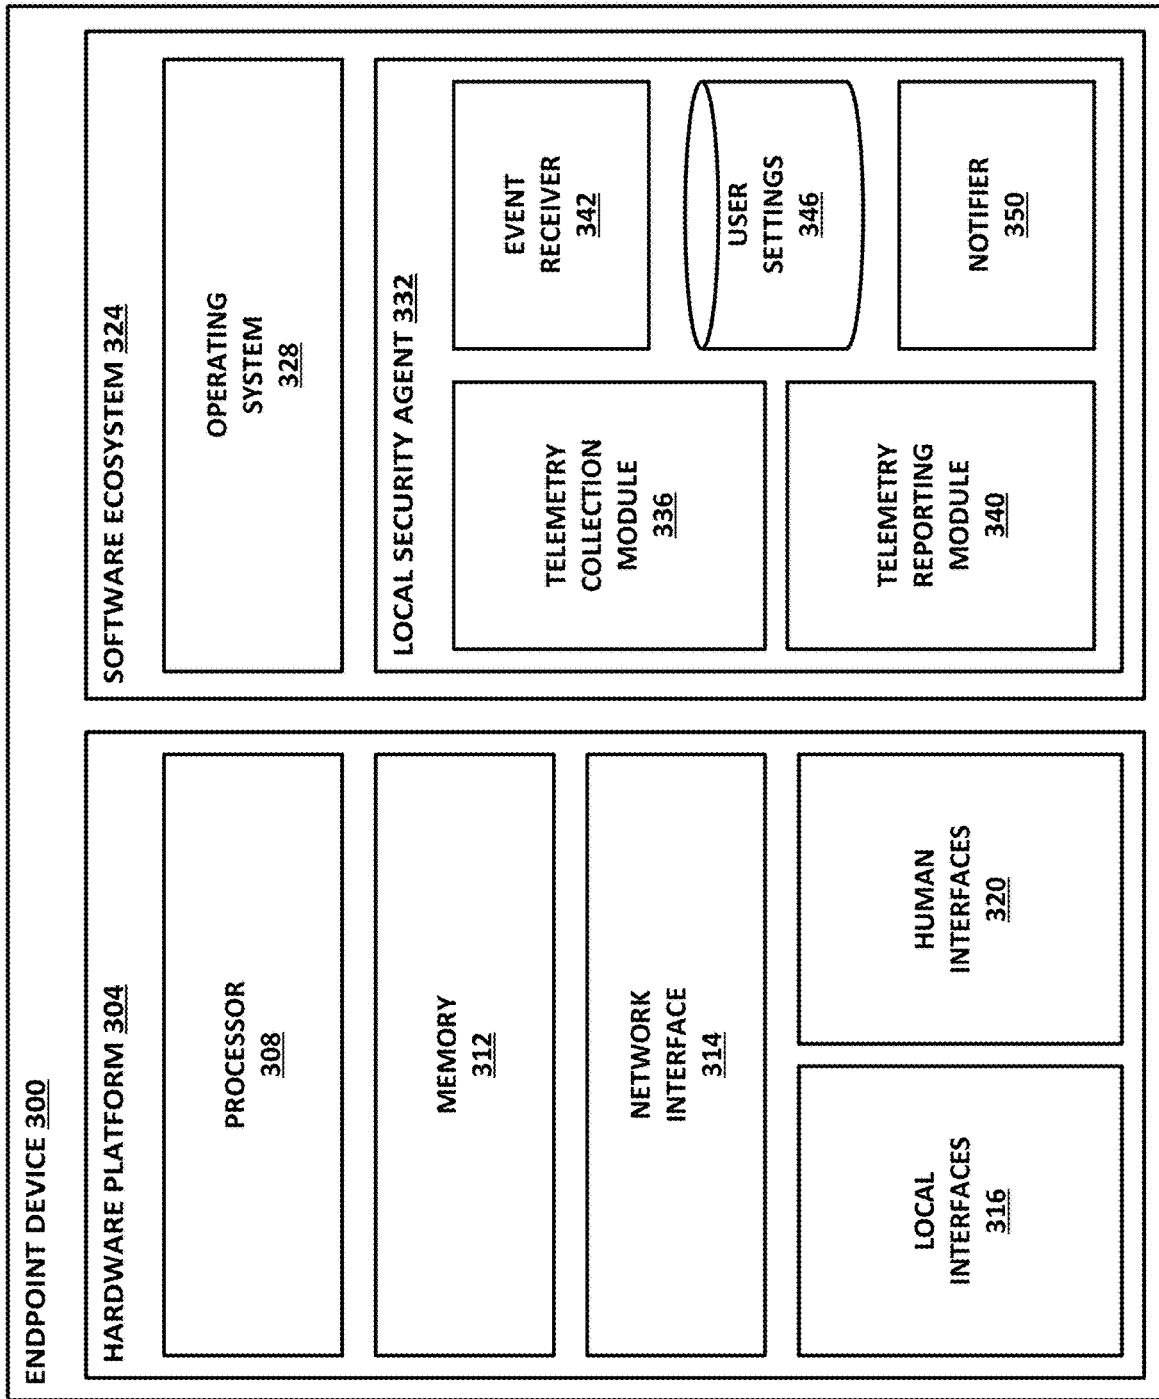 ENDPOINT DEVICE 300
HARDWARE PLATFORM 304
PROCESSOR
308
MEMORY
312
NETWORK
INTERFACE
314
LOCAL
INTERFACES
316
HUMAN
INTERFACES
320
SOFTWARE ECOSYSTEM 324
OPERATING
SYSTEM
328
LOCAL SECURITY AGENT 332
TELEMETRY
COLLECTION
MODULE
336
EVENT
RECEIVER
342
USER
SETTINGS
346
TELEMETRY
REPORTING
MODULE
340
NOTIFIER
350